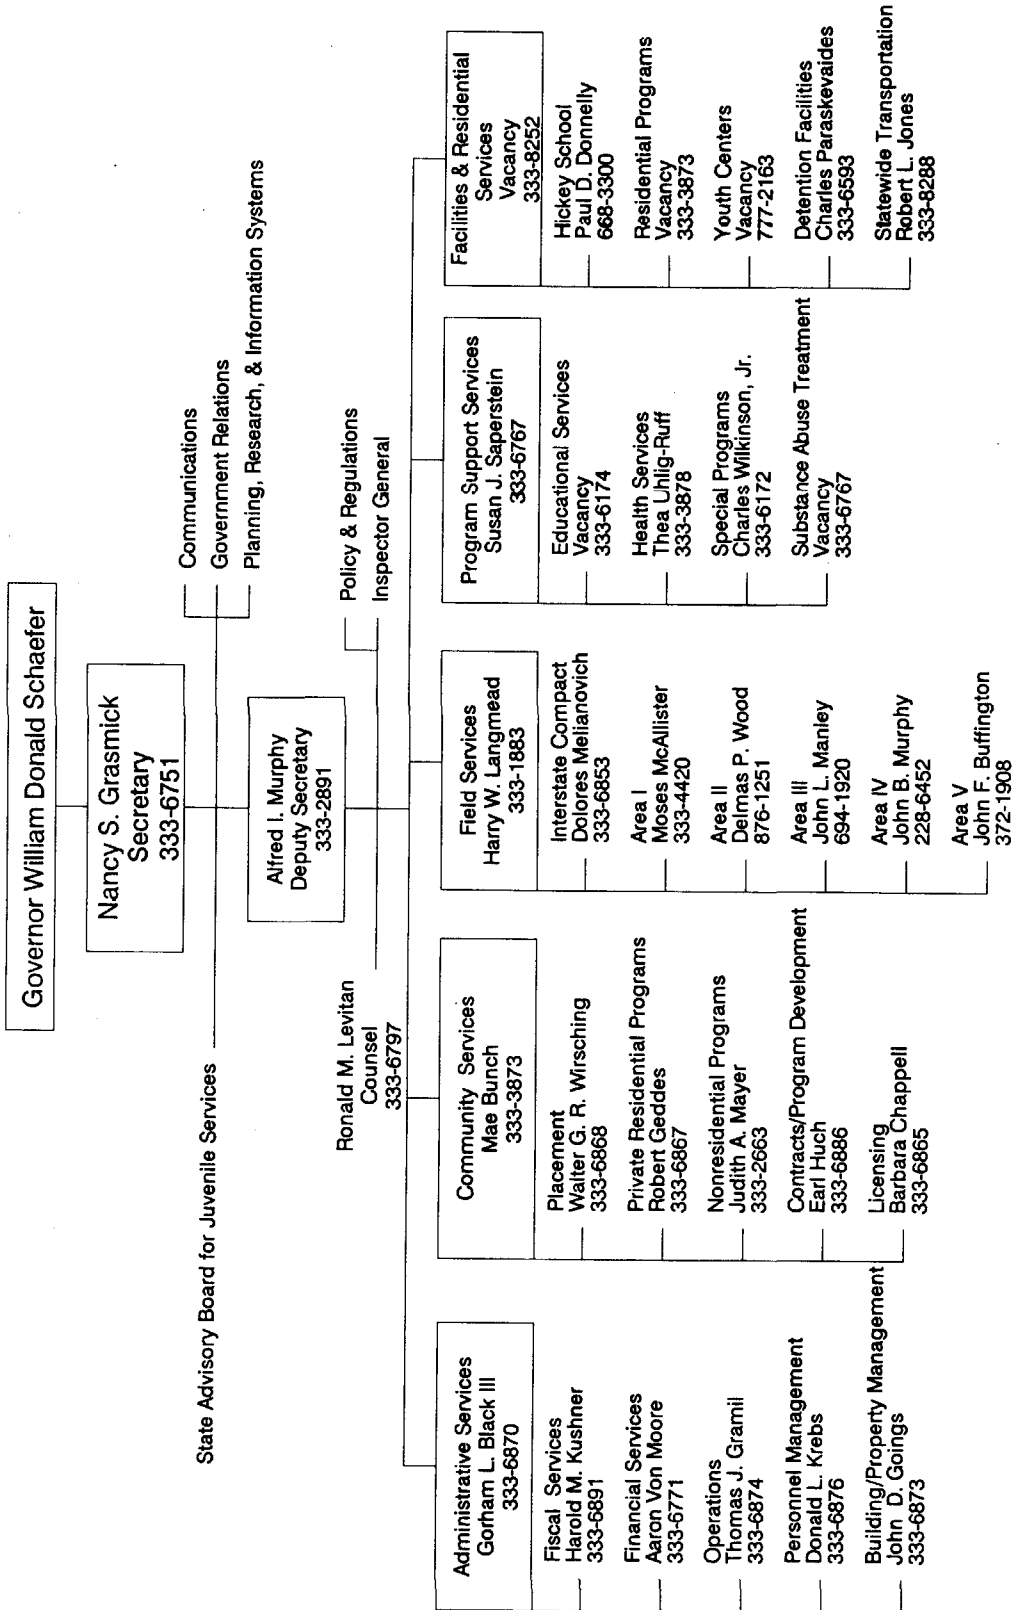 Governor William Donald Schaefer
Nancy S. Grasmick
Secretary
333-6751
State Advisory Board for Juvenile Services
Communications
Government Relations
Planning, Research, & Information Systems
Alfred I. Murphy
Deputy Secretary
333-2891
Ronald M. Levitan
Counsel
333-6797
Policy & Regulations
Inspector General
Administrative Services
Gorham L. Black III
333-6870
Fiscal Services
Harold M. Kushner
333-6891
Financial Services
Aaron Von Moore
333-6771
Operations
Thomas J. Gramil
333-6874
Personnel Management
Donald L. Krebs
333-6876
Building/Property Management
John D. Goings
333-6873
Community Services
Mae Bunch
333-3873
Placement
Walter G. R. Wirsching
333-6868
Private Residential Programs
Robert Geddes
333-6867
Nonresidential Programs
Judith A. Mayer
333-2663
Contracts/Program Development
Earl Huch
333-6886
Licensing
Barbara Chappell
333-6865
Field Services
Harry W. Langmead
333-1883
Interstate Compact
Dolores Melianovich
333-6853
Area I
Moses McAllister
333-4420
Area II
Delmas P. Wood
876-1251
Area III
John L. Manley
694-1920
Area IV
John B. Murphy
228-6452
Area V
John F. Buffington
372-1908
Program Support Services
Susan J. Saperstein
333-6767
Educational Services
Vacancy
333-6174
Health Services
Thea Uhlig-Ruff
333-3878
Special Programs
Charles Wilkinson, Jr.
333-6172
Substance Abuse Treatment
Vacancy
333-6767
Facilities & Residential
Services
Vacancy
333-8252
Hickey School
Paul D. Donnelly
668-3300
Residential Programs
Vacancy
333-3873
Youth Centers
Vacancy
777-2163
Detention Facilities
Charles Paraskevaides
333-6593
Statewide Transportation
Robert L. Jones
333-8288